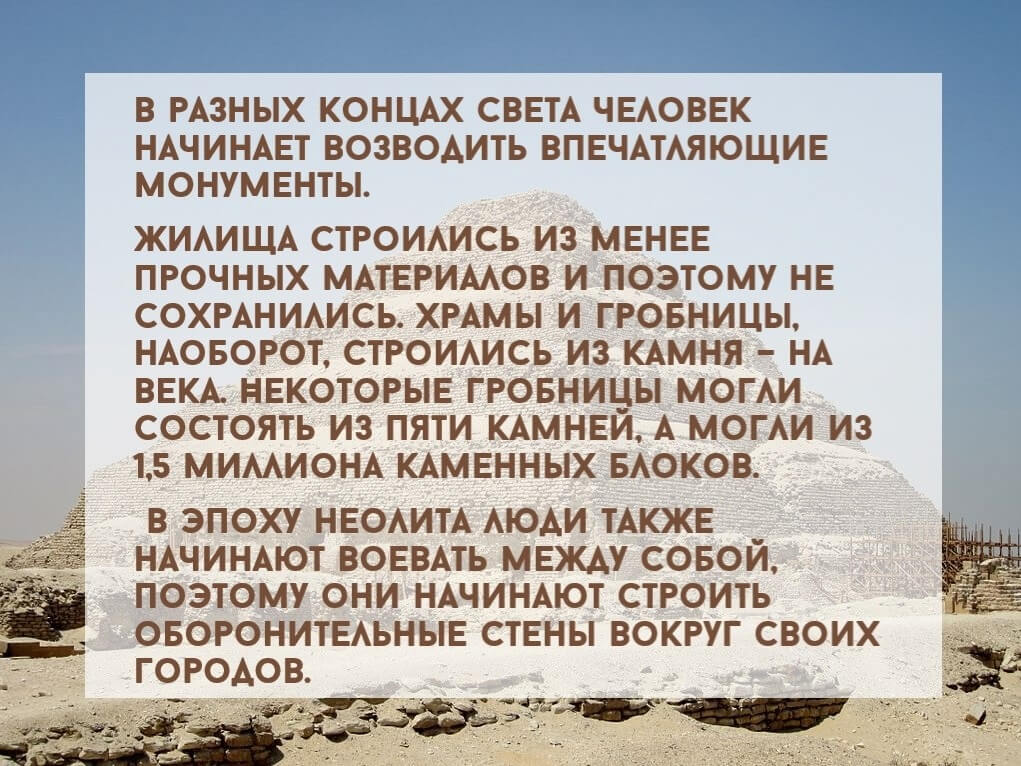 В РАЗНЫХ КОНЦАХ СВЕТА ЧЕЛОВЕК
НАЧИНАЕТ ВОЗВОДИТЬ ВПЕЧАТЛЯЮЩИЕ
МОНУМЕНТЫ.
ЖИЛИЩА СТРОИЛИСЬ ИЗ МЕНЕЕ
ПРОЧНЫХ МАТЕРИАЛОВ И ПОЭТОМУ НЕ
СОХРАНИЛИСЬ. ХРАМЫ И ГРОБНИЦЫ,
НАОБОРОТ, СТРОИЛИСЬ ИЗ КАМНЯ – НА
ВЕКА. НЕКОТОРЫЕ ГРОБНИЦЫ МОГЛИ
СОСТОЯТЬ ИЗ ПЯТИ КАМНЕЙ, А МОГЛИ ИЗ
1,5 МИЛЛИОНА КАМЕННЫХ БЛОКОВ.
В ЭПОХУ НЕОЛИТА ЛЮДИ ТАКЖЕ
НАЧИНАЮТ ВОЕВАТЬ МЕЖДУ СОБОЙ,
ПОЭТОМУ ОНИ НАЧИНАЮТ СТРОИТЬ
ОБОРОНИТЕЛЬНЫЕ СТЕНЫ ВОКРУГ СВОИХ
ГОРОДОВ.